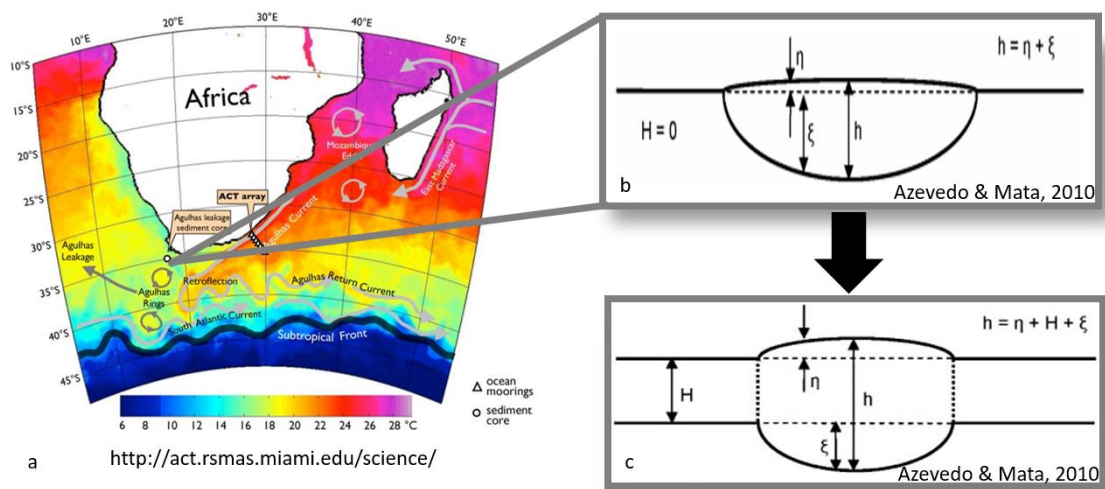 10°E
20°E
30°E
40°E
50°E
10°S
15°S
20°S
25°S
30°S
35°S
40°S
45°S
Africa
Mozambique
Eddies
East Madagascar
Current
ACT array
Agulhas leakage
sediment core
Agulhas Current
Agulhas
Leakage
Agulhas
Rings
Retroflection
Agulhas Return Current
South Atlantic Current
Subtropical Front
ocean
moorings
sediment
core
6 8 10 12 14 16 18 20 22 24 26 28 °C
a
http://act.rsmas.miami.edu/science/
η
h = η + ξ
H = 0
ξ
h
b
Azevedo & Mata, 2010
h = η + H + ξ
η
H
h
ξ
c
Azevedo & Mata, 2010